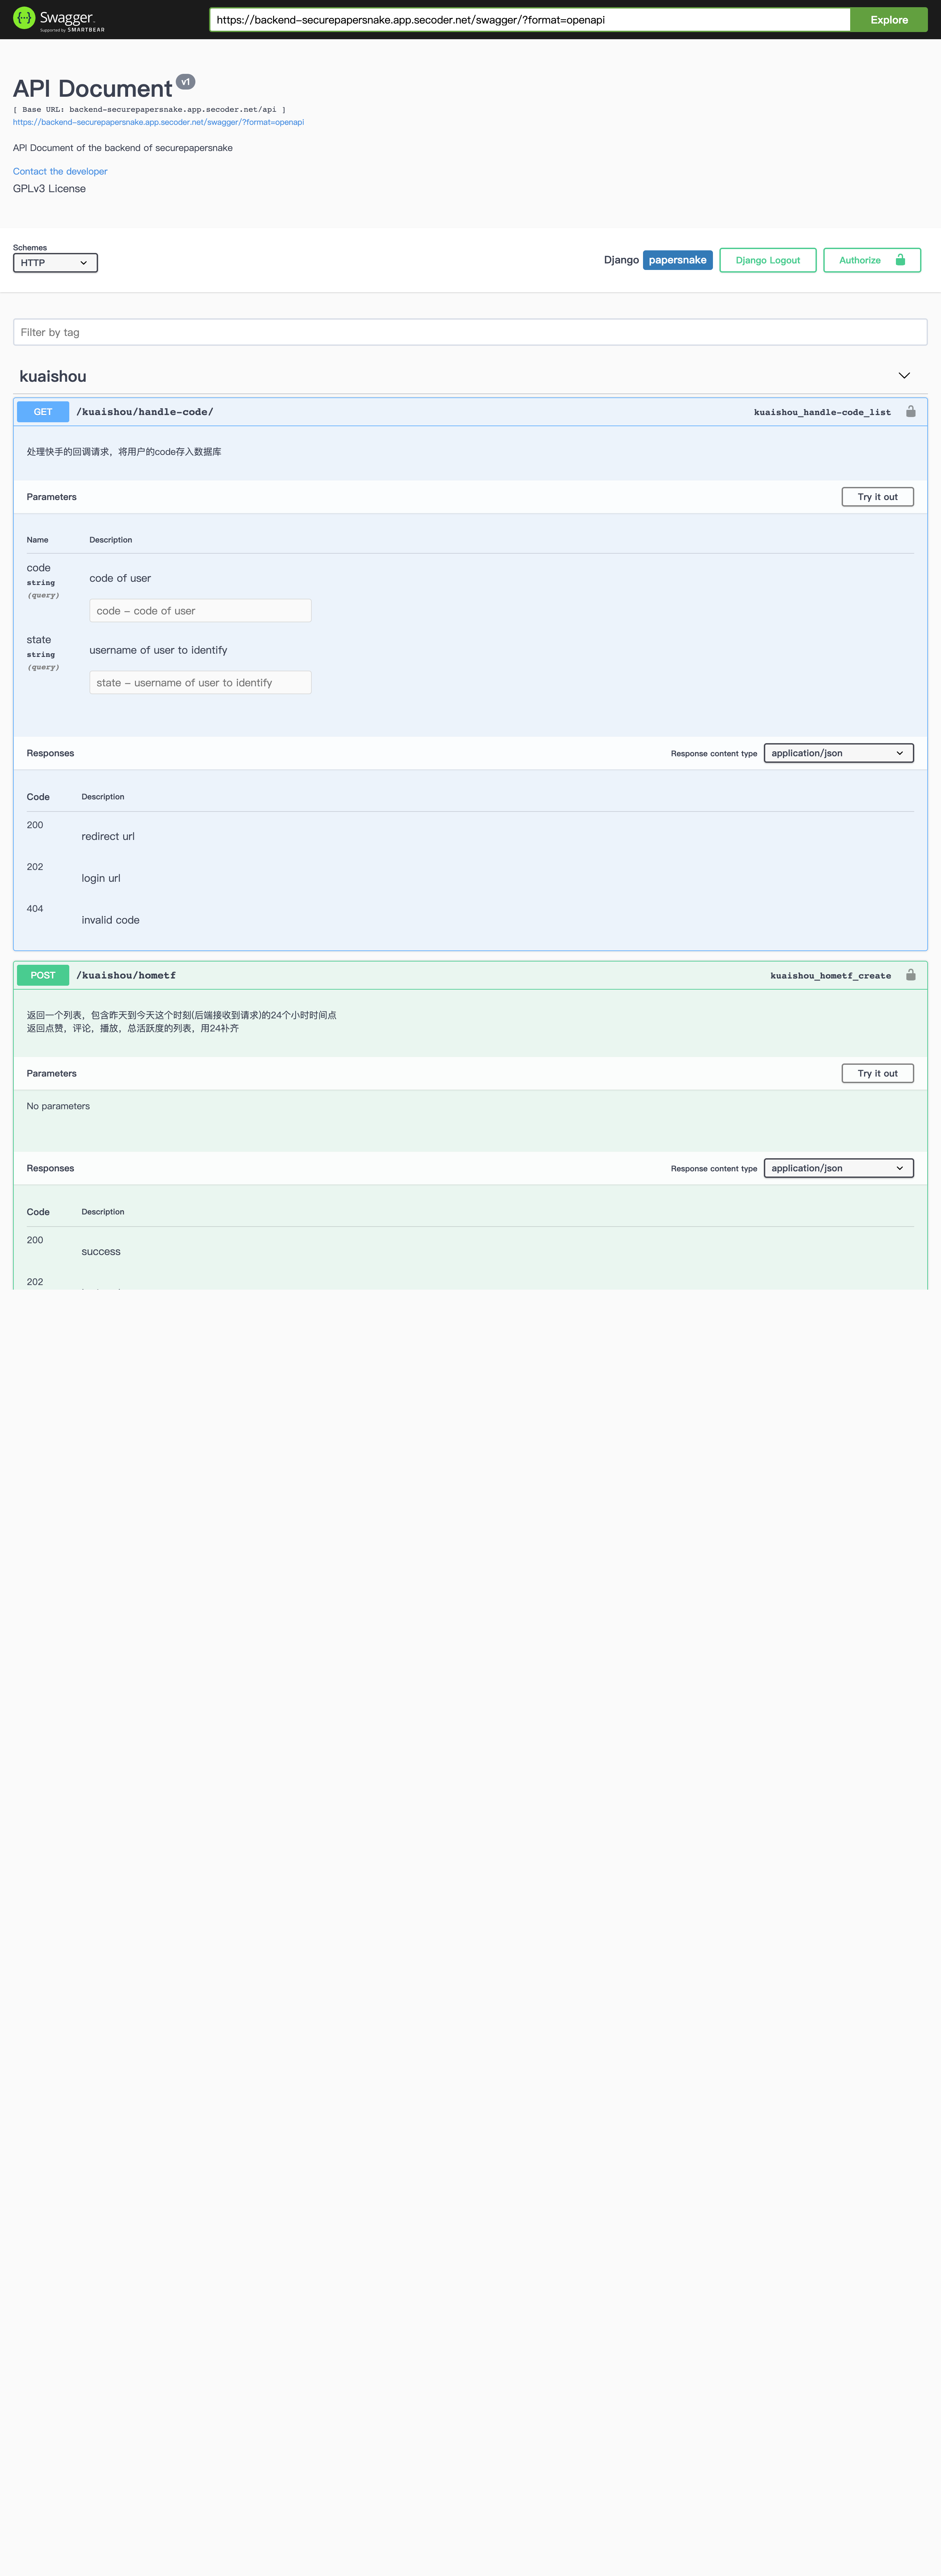 Swagger
Supported by SMARTBEAR
https://backend-securepapersnake.app.secoder.net/swagger/?format=openapi
Explore
API Document v1
[ Base URL: backend-securepapersnake.app.secoder.net/api ]
https://backend-securepapersnake.app.secoder.net/swagger/?format=openapi
API Document of the backend of securepapersnake
Contact the developer
GPLv3 License
Schemes
HTTP
Django papersnake
Django Logout
Authorize
Filter by tag
kuaishou
GET /kuaishou/handle-code/ kuaishou_handle-code_list
处理快手的回调请求，将用户的code存入数据库
Parameters
Try it out
Name Description
code
string
(query)
code of user
code - code of user
state
string
(query)
username of user to identify
state - username of user to identify
Responses
Response content type application/json
Code Description
200
redirect url
202
login url
404
invalid code
POST /kuaishou/hometf kuaishou_hometf_create
返回一个列表，包含昨天到今天这个时刻(后端接收到请求)的24个小时时间点
返回点赞，评论，播放，总活跃度的列表，用24补齐
Parameters
Try it out
No parameters
Responses
Response content type application/json
Code Description
200
success
202